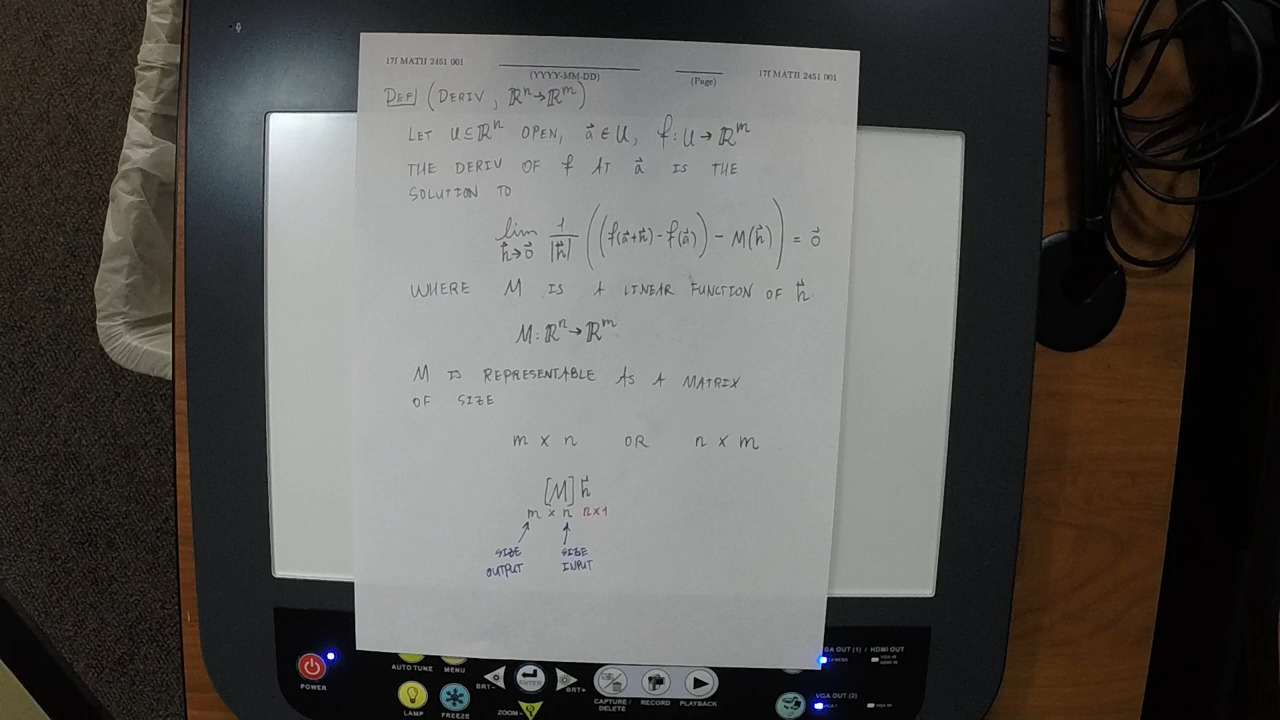 17f MATH 2451 001
(YYYY-MM-DD)
(Page)
17f MATH 2451 001
DEF (DERIV, ℝⁿ→ℝᵐ)
LET U⊆ℝⁿ OPEN, a⃗ ∈ U, f: U → ℝᵐ
THE DERIV OF f AT a⃗ IS THE
SOLUTION TO
lim h⃗→0⃗ 1/|h⃗| ((f(a⃗+h⃗)-f(a⃗)) - M(h⃗)) = 0⃗
WHERE M IS A LINEAR FUNCTION OF h⃗
M: ℝⁿ→ℝᵐ
M IS REPRESENTABLE AS A MATRIX
OF SIZE
m × n OR n × m
[M] h⃗
m × n n×1
SIZE OUTPUT
SIZE INPUT
POWER
AUTO TUNE
MENU
LAMP
FREEZE
BRT-
ENTER
BRT+
ZOOM-
CAPTURE / DELETE
RECORD
PLAYBACK
VGA OUT (1) / HDMI OUT
VGA OUT (2)